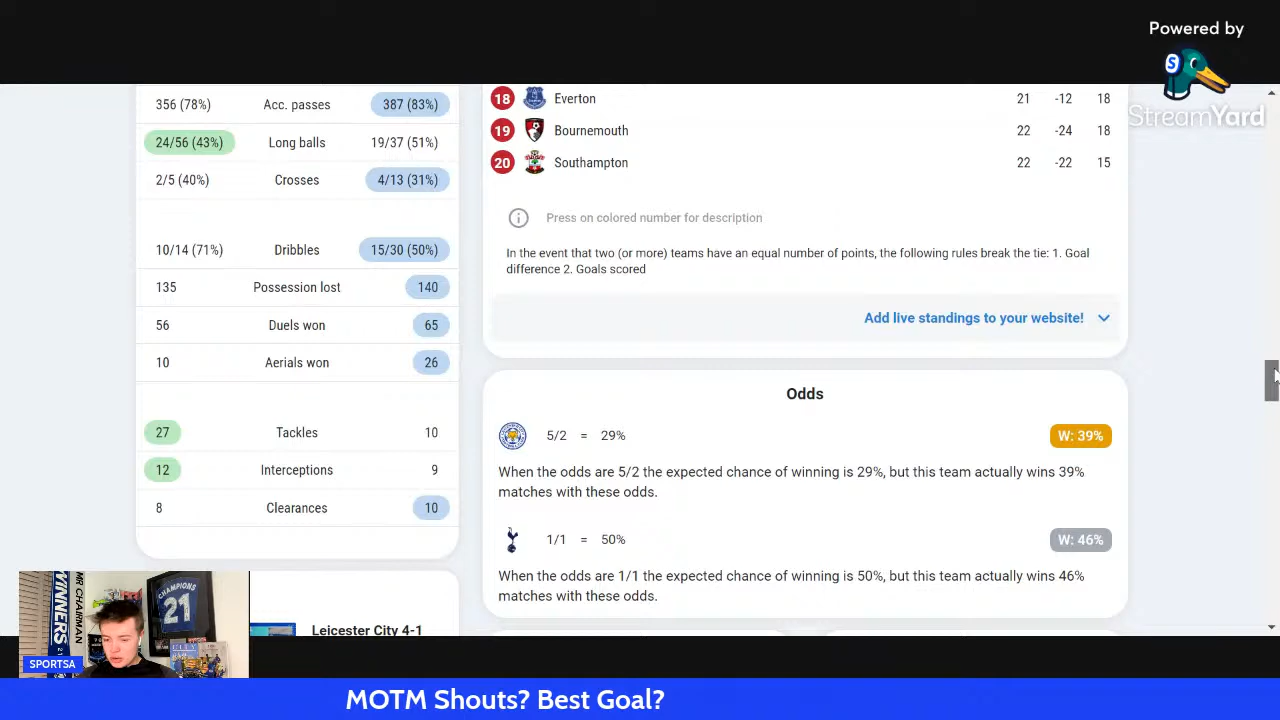 Powered by
StreamYard
356 (78%) Acc. passes 387 (83%)
24/56 (43%) Long balls 19/37 (51%)
2/5 (40%) Crosses 4/13 (31%)
10/14 (71%) Dribbles 15/30 (50%)
135 Possession lost 140
56 Duels won 65
10 Aerials won 26
27 Tackles 10
12 Interceptions 9
8 Clearances 10
Leicester City 4-1
18 Everton 21 -12 18
19 Bournemouth 22 -24 18
20 Southampton 22 -22 15
Press on colored number for description
In the event that two (or more) teams have an equal number of points, the following rules break the tie: 1. Goal
difference 2. Goals scored
Add live standings to your website!
Odds
5/2 = 29% W: 39%
When the odds are 5/2 the expected chance of winning is 29%, but this team actually wins 39%
matches with these odds.
1/1 = 50% W: 46%
When the odds are 1/1 the expected chance of winning is 50%, but this team actually wins 46%
matches with these odds.
WINNERS
MR CHAIRMAN
CHAMPIONS
21
SPORTSA
MOTM Shouts? Best Goal?